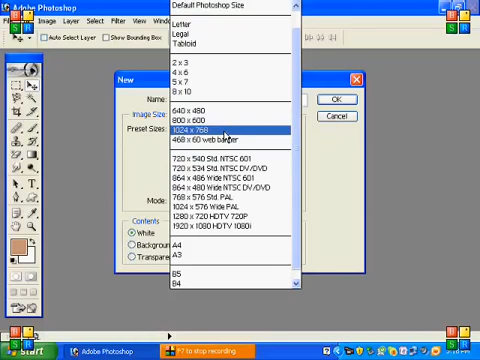 Adobe Photoshop
File Edit Image Layer Select Filter
Auto Select Layer Show Bounding Box
New
Name:
Image Size:
Preset Sizes:
Mode:
Contents
White
Transpare
OK
Cancel
Default Photoshop Size
Letter
Legal
Tabloid
2 x 3
4 x 6
5 x 7
8 x 10
640 x 480
800 x 600
1024 x 768
468 x 60 web banner
720 x 540 Std. NTSC 601
720 x 534 Std. NTSC DV/DVD
864 x 486 Wide NTSC 601
864 x 480 Wide NTSC DV/DVD
768 x 576 Std. PAL
1024 x 576 Wide PAL
1280 x 720 HDTV 720P
1920 x 1080 HDTV 1080i
A4
A3
B5
B4
start
Adobe Photoshop
F7 to stop recording